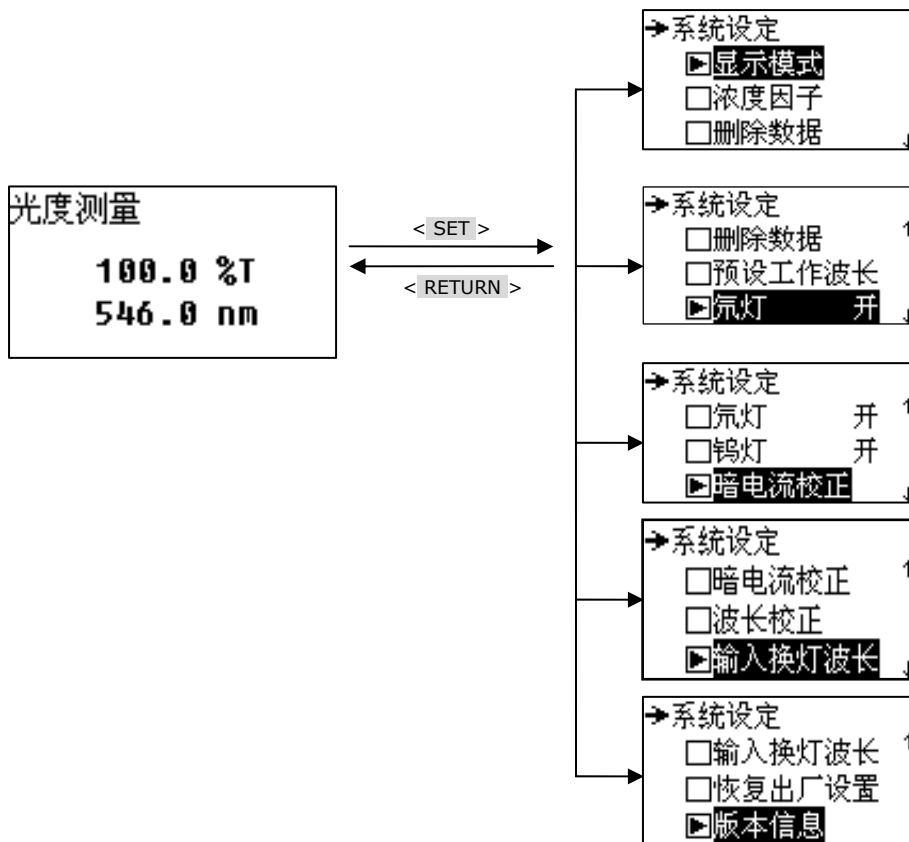 光度测量
100.0 %T
546.0 nm
< SET >
< RETURN >
系统设定
显示模式
浓度因子
删除数据
系统设定
删除数据
预设工作波长
氘灯 开
系统设定
氘灯 开
钨灯 开
暗电流校正
系统设定
暗电流校正
波长校正
输入换灯波长
系统设定
输入换灯波长
恢复出厂设置
版本信息